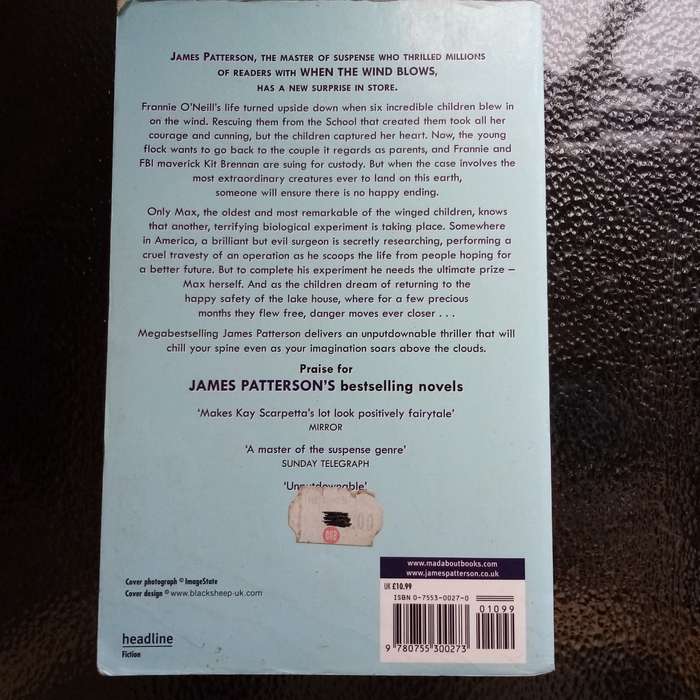 JAMES PATTERSON, THE MASTER OF SUSPENSE WHO THRILLED MILLIONS
OF READERS WITH WHEN THE WIND BLOWS,
HAS A NEW SURPRISE IN STORE.
Frannie O'Neill's life turned upside down when six incredible children blew in
on the wind. Rescuing them from the School that created them took all her
courage and cunning, but the children captured her heart. Now, the young
flock wants to go back to the couple it regards as parents, and Frannie and
FBI maverick Kit Brennan are suing for custody. But when the case involves the
most extraordinary creatures ever to land on this earth,
someone will ensure there is no happy ending.
Only Max, the oldest and most remarkable of the winged children, knows
that another, terrifying biological experiment is taking place. Somewhere
in America, a brilliant but evil surgeon is secretly researching, performing a
cruel travesty of an operation as he scoops the life from people hoping for
a better future. But to complete his experiment he needs the ultimate prize –
Max herself. And as the children dream of returning to the
happy safety of the lake house, where for a few precious
months they flew free, danger moves ever closer . . .
Megabestselling James Patterson delivers an unputdownable thriller that will
chill your spine even as your imagination soars above the clouds.
Praise for
JAMES PATTERSON'S bestselling novels
'Makes Kay Scarpetta's lot look positively fairytale'
MIRROR
'A master of the suspense genre'
SUNDAY TELEGRAPH
'Unputdownable'
00
www.madaboutbooks.com
www.jamespatterson.co.uk
UK £10.99
ISBN 0-7553-0027-0
01099
9 780755 300273
Cover photograph © ImageState
Cover design © www.blacksheep-uk.com
headline
Fiction